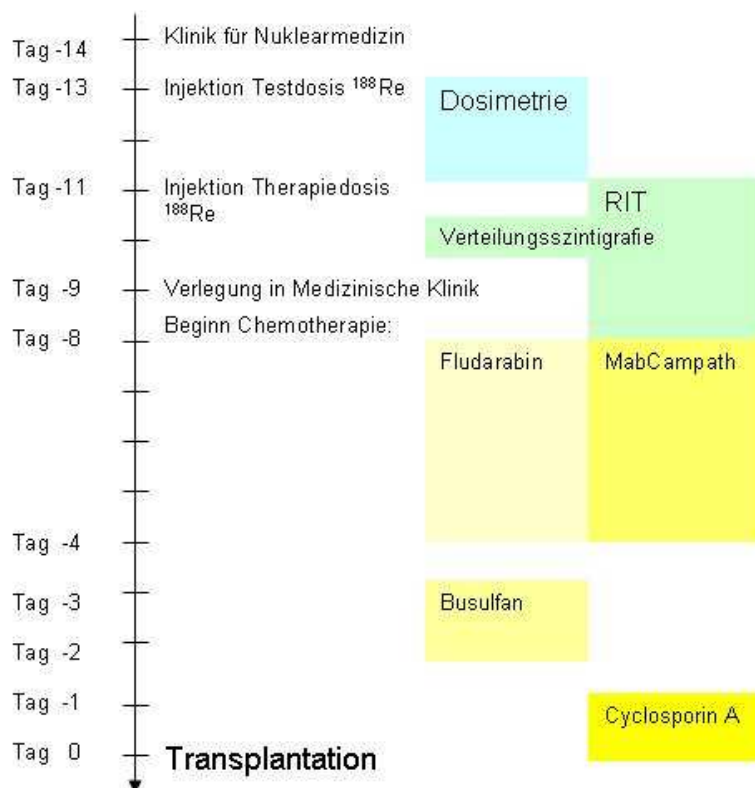 Tag -14 Klinik für Nuklearmedizin
Tag -13 Injektion Testdosis ¹⁸⁸Re Dosimetrie
Tag -11 Injektion Therapiedosis RIT
¹⁸⁸Re
Verteilungsszintigrafie
Tag -9 Verlegung in Medizinische Klinik
Beginn Chemotherapie:
Tag -8
Fludarabin MabCampath
Tag -4
Tag -3 Busulfan
Tag -2
Tag -1
Cyclosporin A
Tag 0 Transplantation